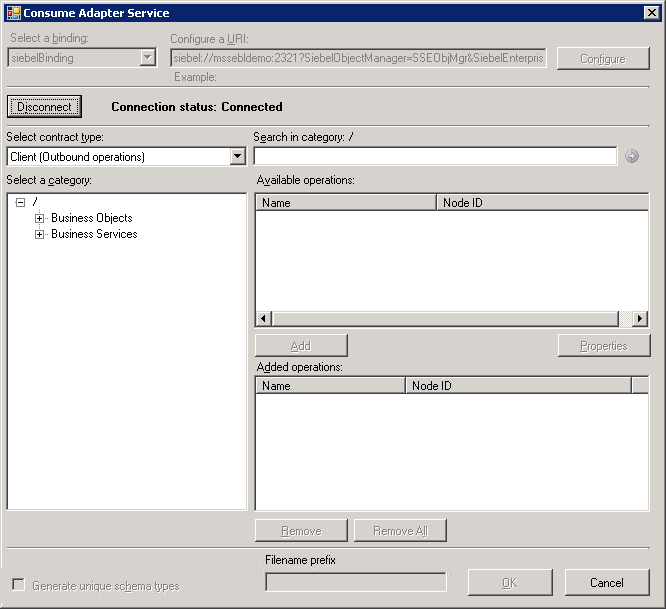 Consume Adapter Service
Select a binding:
Configure a URI:
siebelBinding
siebel://mssebldemo:2321?SiebelObjectManager=SSEObjMgr&SiebelEnterpris
Configure
Example:
Disconnect
Connection status: Connected
Select contract type:
Search in category: /
Client (Outbound operations)
Select a category:
Available operations:
/
Business Objects
Business Services
Name
Node ID
Add
Properties
Added operations:
Name
Node ID
Remove
Remove All
Filename prefix
Generate unique schema types
OK
Cancel